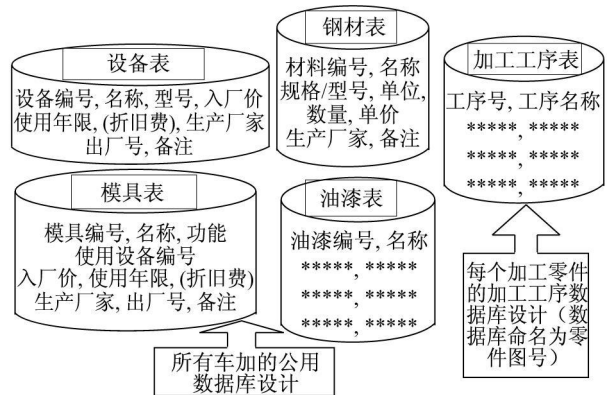 设备表
设备编号, 名称, 型号, 入厂价
使用年限, (折旧费), 生产厂家
出厂号, 备注
钢材表
材料编号, 名称
规格/型号, 单位,
数量, 单价
生产厂家, 备注
加工工序表
工序号, 工序名称
*****, *****
*****, *****
*****, *****
模具表
模具编号, 名称, 功能
使用设备编号
入厂价, 使用年限, (折旧费)
生产厂家, 出厂号, 备注
油漆表
油漆编号, 名称
*****, *****
*****, *****
*****, *****
每个加工零件
的加工工序数
据库设计（数
据库命名为零
件图号）
所有车加的公用
数据库设计